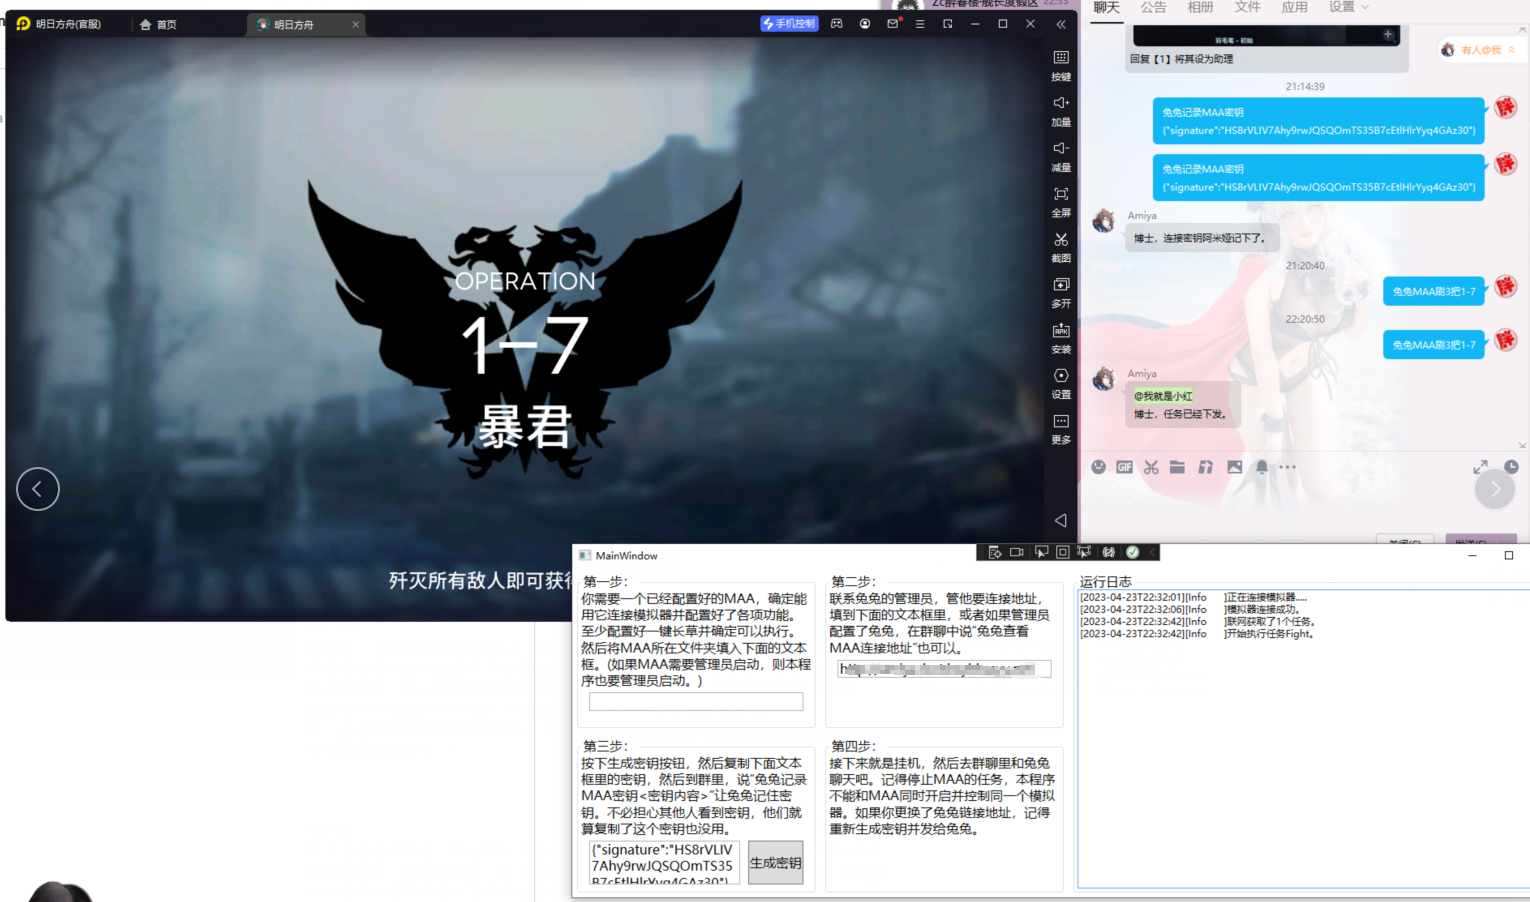 明日方舟(官服)
首页
明日方舟
手机控制
OPERATION
1-7
暴君
歼灭所有敌人即可获得
按键
加量
减量
全屏
截图
多开
安装
设置
更多
22:55
聊天
公告
相册
文件
应用
设置
羽毛笔 - 初始
回复【1】将其设为助理
有人@我
21:14:39
兔兔记录MAA密钥
{"signature":"HS8rVLIV7Ahy9rwJQSQOmTS35B7cEtlHlrYyq4GAz30"}
兔兔记录MAA密钥
{"signature":"HS8rVLIV7Ahy9rwJQSQOmTS35B7cEtlHlrYyq4GAz30"}
Amiya
博士，连接密钥阿米娅记下了。
21:20:40
兔兔MAA刷3把1-7
22:20:50
兔兔MAA刷3把1-7
Amiya
@我就是小红
博士，任务已经下发。
GIF
MainWindow
第一步：
你需要一个已经配置好的MAA，确定能
用它连接模拟器并配置好了各项功能。
至少配置好一键长草并确定可以执行。
然后将MAA所在文件夹填入下面的文本
框。(如果MAA需要管理员启动，则本程
序也要管理员启动。)
第二步：
联系兔兔的管理员，管他要连接地址，
填到下面的文本框里，或者如果管理员
配置了兔兔，在群聊中说“兔兔查看
MAA连接地址”也可以。
第三步：
按下生成密钥按钮，然后复制下面文本
框里的密钥，然后到群里，说“兔兔记录
MAA密钥<密钥内容>”让兔兔记住密
钥。不必担心其他人看到密钥，他们就
算复制了这个密钥也没用。
{"signature":"HS8rVLIV
7Ahy9rwJQSQOmTS35
B7cEtlHlrYyq4GAz30"}
生成密钥
第四步：
接下来就是挂机，然后去群聊里和兔兔
聊天吧。记得停止MAA的任务，本程序
不能和MAA同时开启并控制同一个模拟
器。如果你更换了兔兔链接地址，记得
重新生成密钥并发给兔兔。
运行日志
[2023-04-23T22:32:01][Info ]正在连接模拟器.....
[2023-04-23T22:32:06][Info ]模拟器连接成功。
[2023-04-23T22:32:42][Info ]联网获取了1个任务。
[2023-04-23T22:32:42][Info ]开始执行任务Fight。